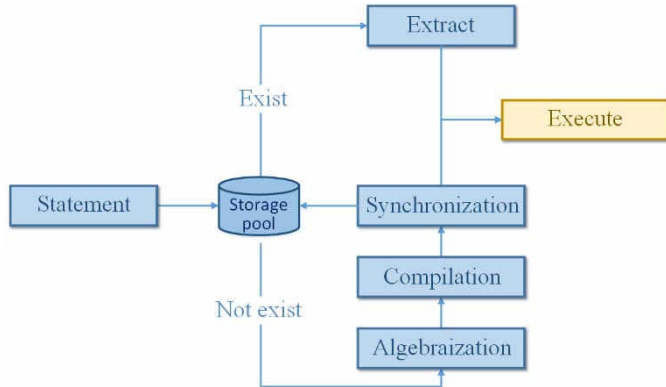 Extract
Exist
Execute
Statement
Storage
pool
Synchronization
Compilation
Not exist
Algebraization